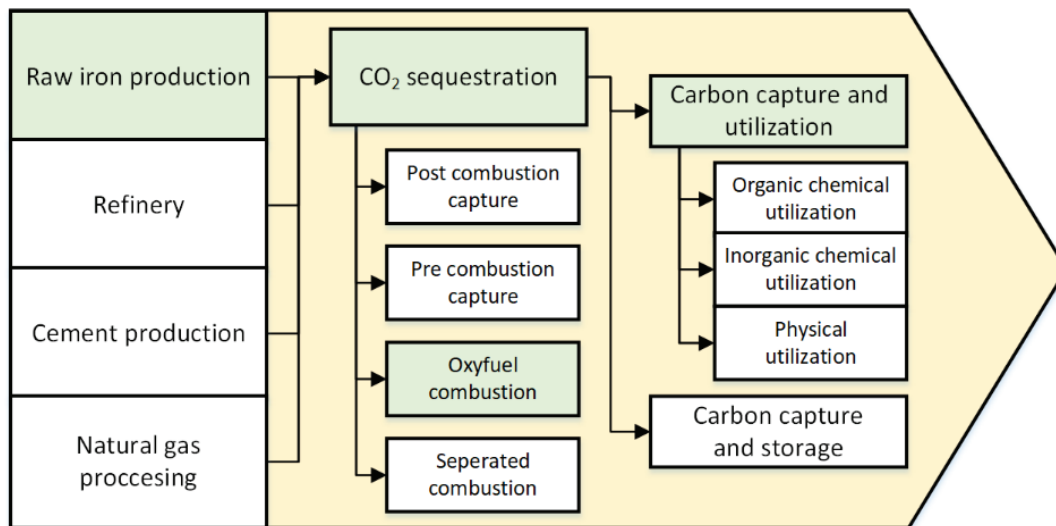 Raw iron production
Refinery
Cement production
Natural gas
proccesing
CO₂ sequestration
Post combustion
capture
Pre combustion
capture
Oxyfuel
combustion
Seperated
combustion
Carbon capture and
utilization
Organic chemical
utilization
Inorganic chemical
utilization
Physical
utilization
Carbon capture
and storage